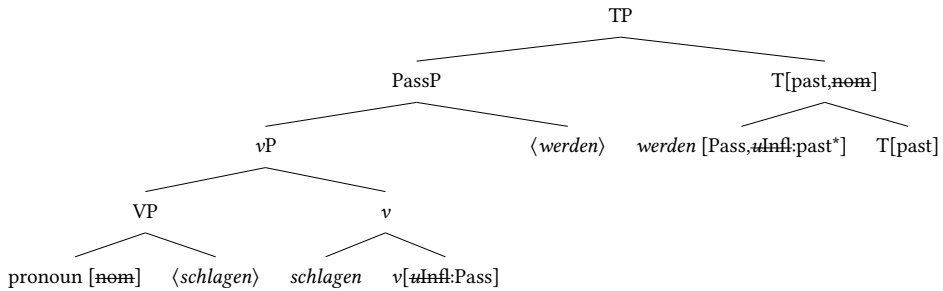 TP
PassP T[past,nom]
vP ⟨werden⟩ werden [Pass,uInfl:past*] T[past]
VP v
pronoun [nom] ⟨schlagen⟩ schlagen v[uInfl:Pass]